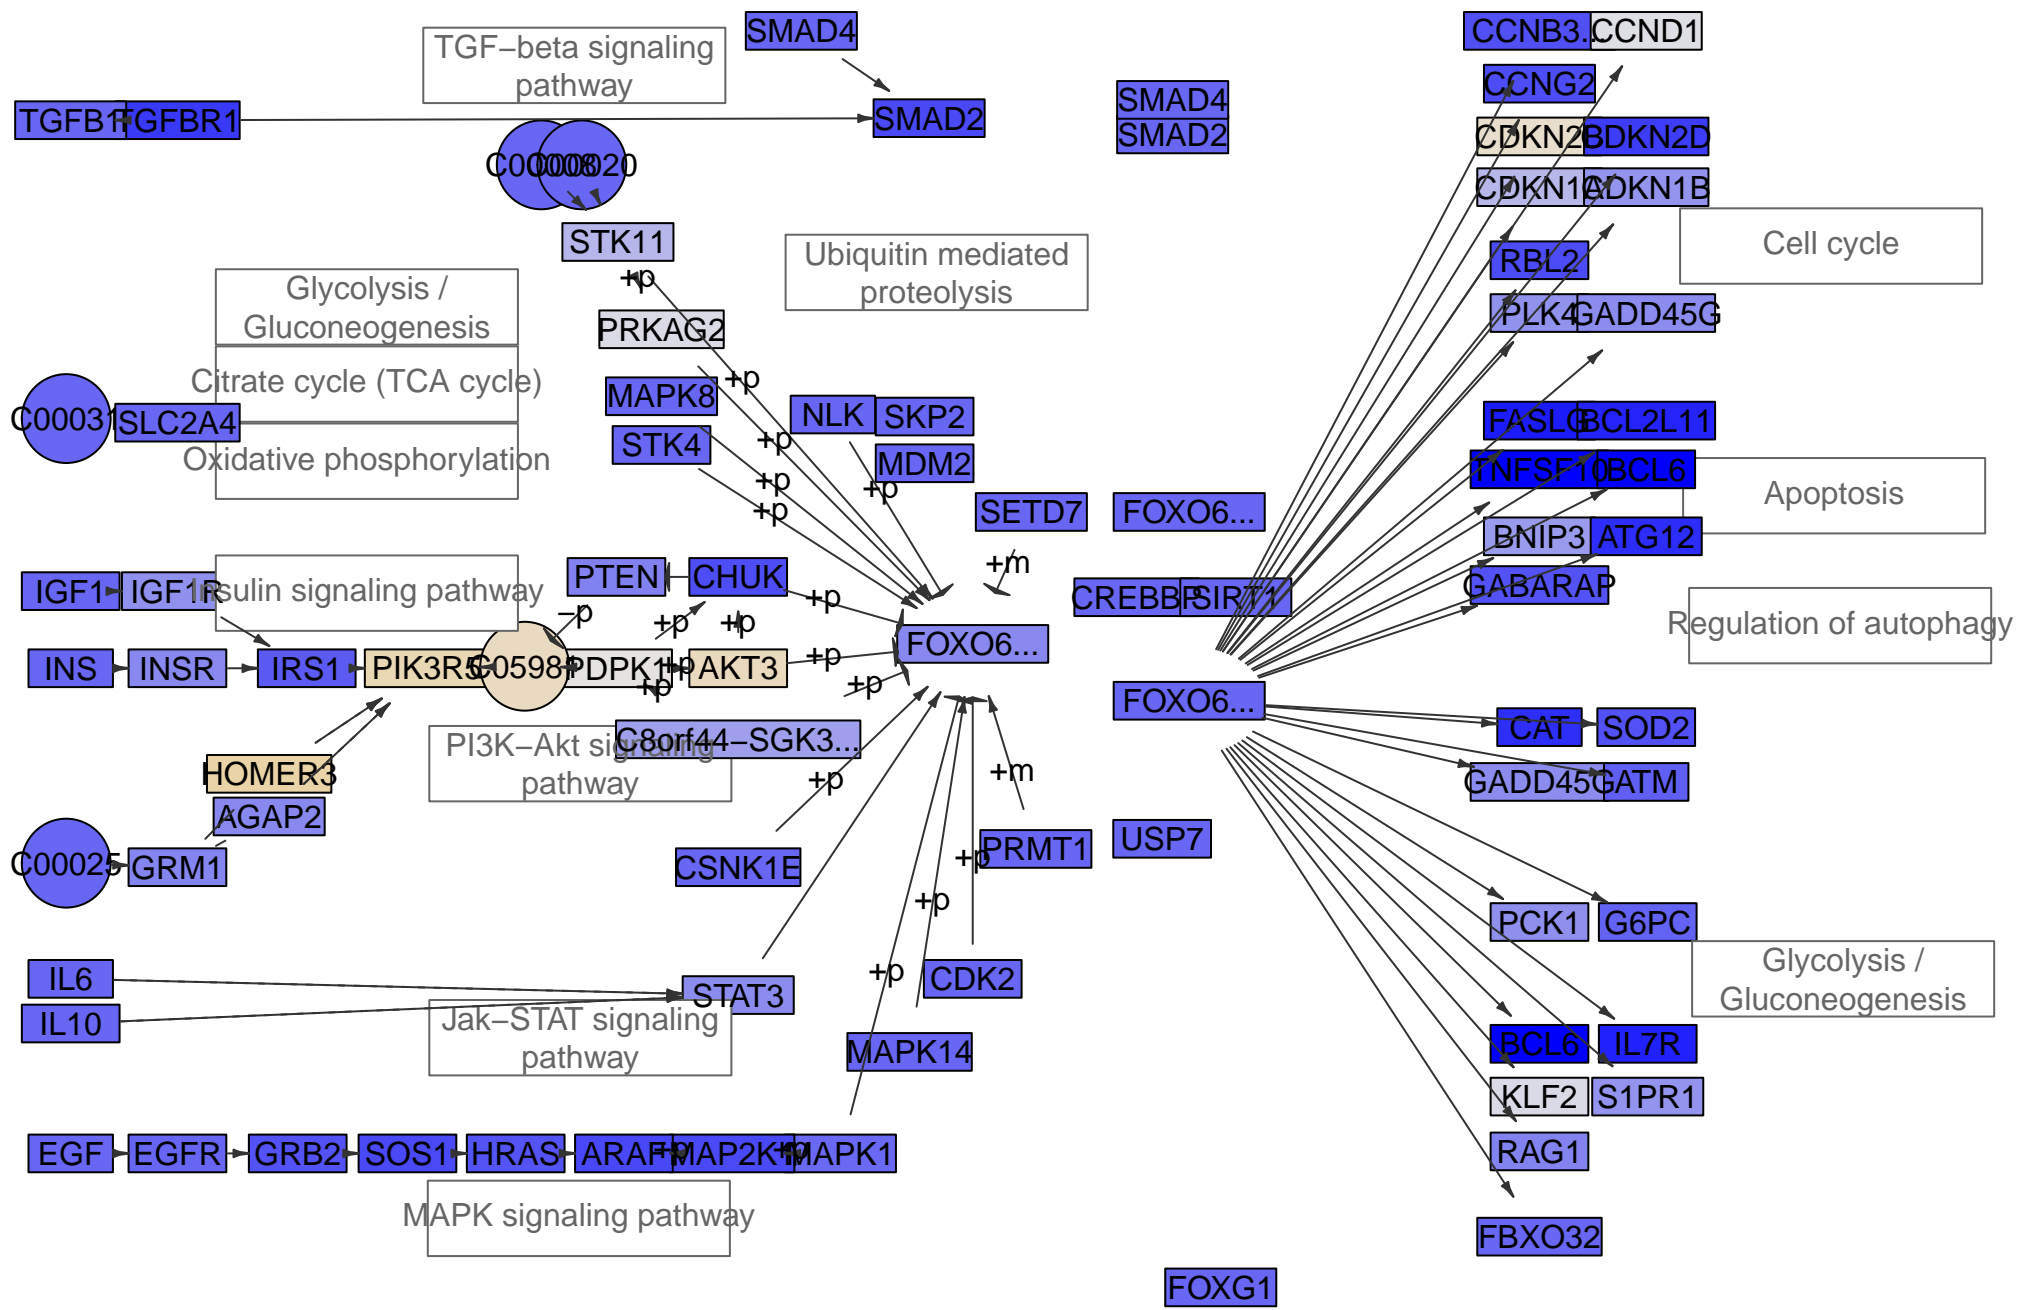 SMAD4
CCNB3...
CCND1
TGF−beta signaling
pathway
CCNG2
SMAD4
TGFB1
TGFBR1
SMAD2
SMAD2
CDKN2B
CDKN2D
C00020
CDKN1A
CDKN1B
STK11
Ubiquitin mediated
proteolysis
Cell cycle
RBL2
+p
Glycolysis /
Gluconeogenesis
PRKAG2
PLK4
GADD45G
Citrate cycle (TCA cycle)
+p
MAPK8
NLK
SKP2
C00031
SLC2A4
FASLG
BCL2L11
STK4
+p
MDM2
Oxidative phosphorylation
TNFSF10
BCL6
+p
+p
Apoptosis
+p
SETD7
FOXO6...
BNIP3
ATG12
+m
IGF1
IGF1R
Insulin signaling pathway
PTEN
CHUK
+p
CREBBP
SIRT1
GABARAP
−p
+p
+p
Regulation of autophagy
FOXO6...
INS
INSR
IRS1
PIK3R5
C05981
PDPK1
+p
AKT3
+p
+p
+p
FOXO6...
CAT
SOD2
PI3K−Akt signaling
pathway
C8orf44−SGK3...
HOMER3
+p
+m
GADD45G
GATM
AGAP2
USP7
PRMT1
C00025
GRM1
CSNK1E
+p
+p
PCK1
G6PC
IL6
+p
CDK2
Glycolysis /
Gluconeogenesis
STAT3
IL10
Jak−STAT signaling
pathway
MAPK14
BCL6
IL7R
KLF2
S1PR1
EGF
EGFR
GRB2
SOS1
HRAS
ARAF
+p
MAP2K1
+p
MAPK1
RAG1
MAPK signaling pathway
FBXO32
FOXG1